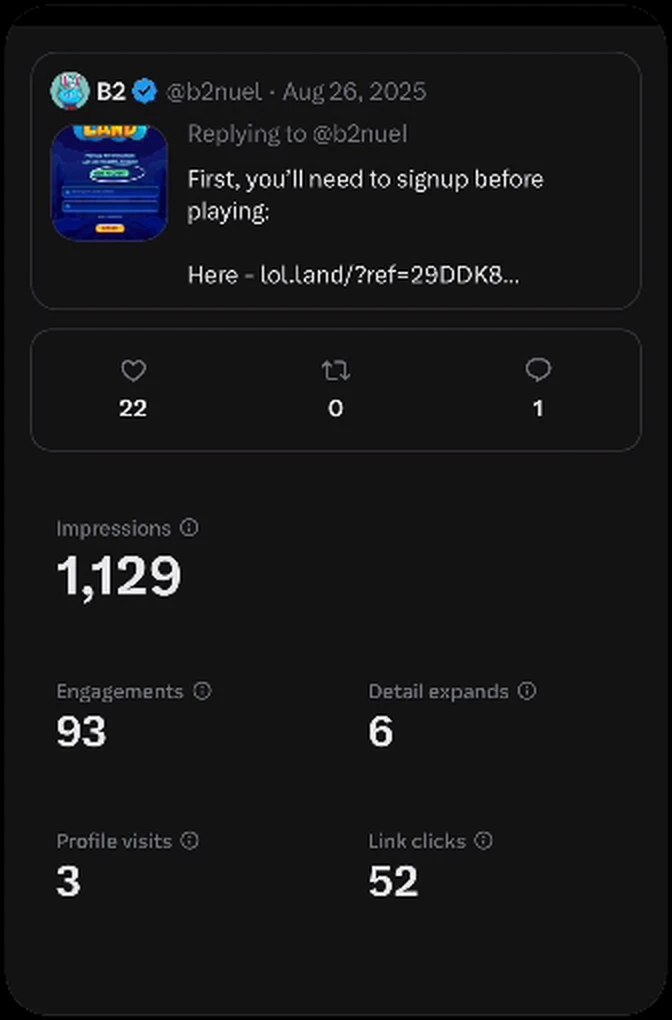 B2 @b2nuel · Aug 26, 2025
LAND
Replying to @b2nuel
First, you’ll need to signup before
playing:
Here - lol.land/?ref=29DDK8...
22
0
1
Impressions
1,129
Engagements
Detail expands
93
6
Profile visits
Link clicks
3
52